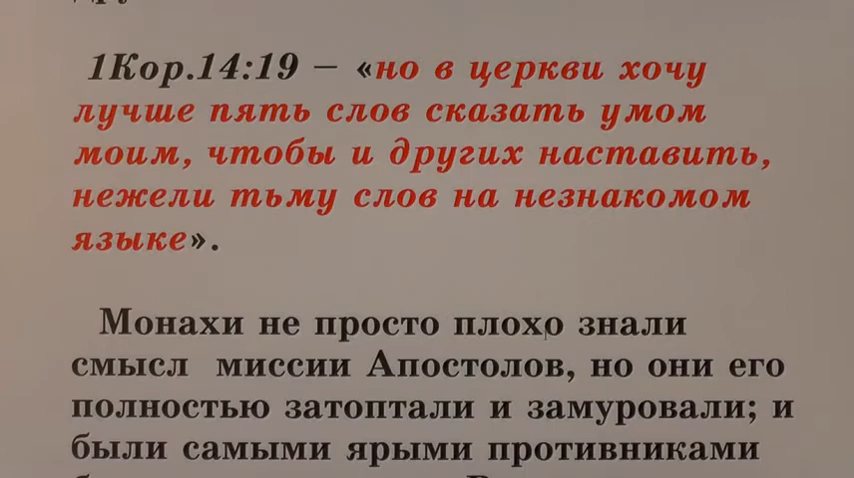 1Кор.14:19 – «но в церкви хочу
лучше пять слов сказать умом
моим, чтобы и других наставить,
нежели тьму слов на незнакомом
языке».
Монахи не просто плохо знали
смысл миссии Апостолов, но они его
полностью затоптали и замуровали; и
были самыми ярыми противниками